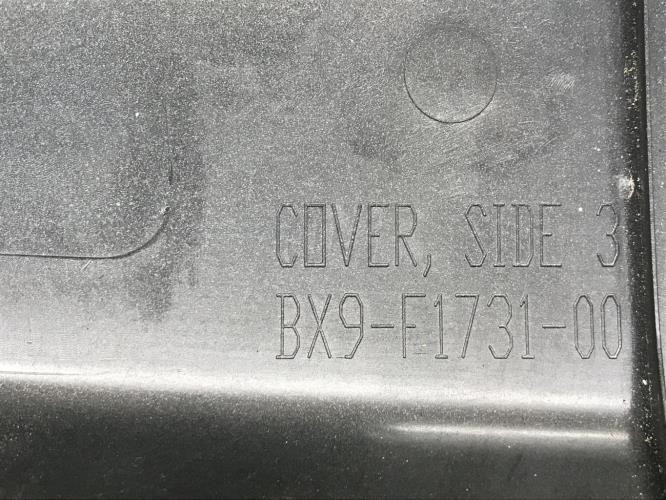 COVER, SIDE 3
BX9-F1731-00